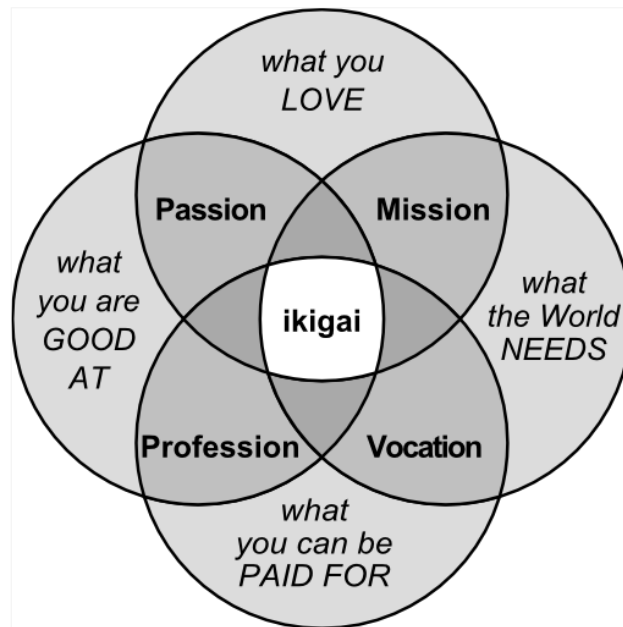 what you
LOVE
Passion
Mission
what
you are
GOOD
AT
ikigai
what
the World
NEEDS
Profession
Vocation
what
you can be
PAID FOR